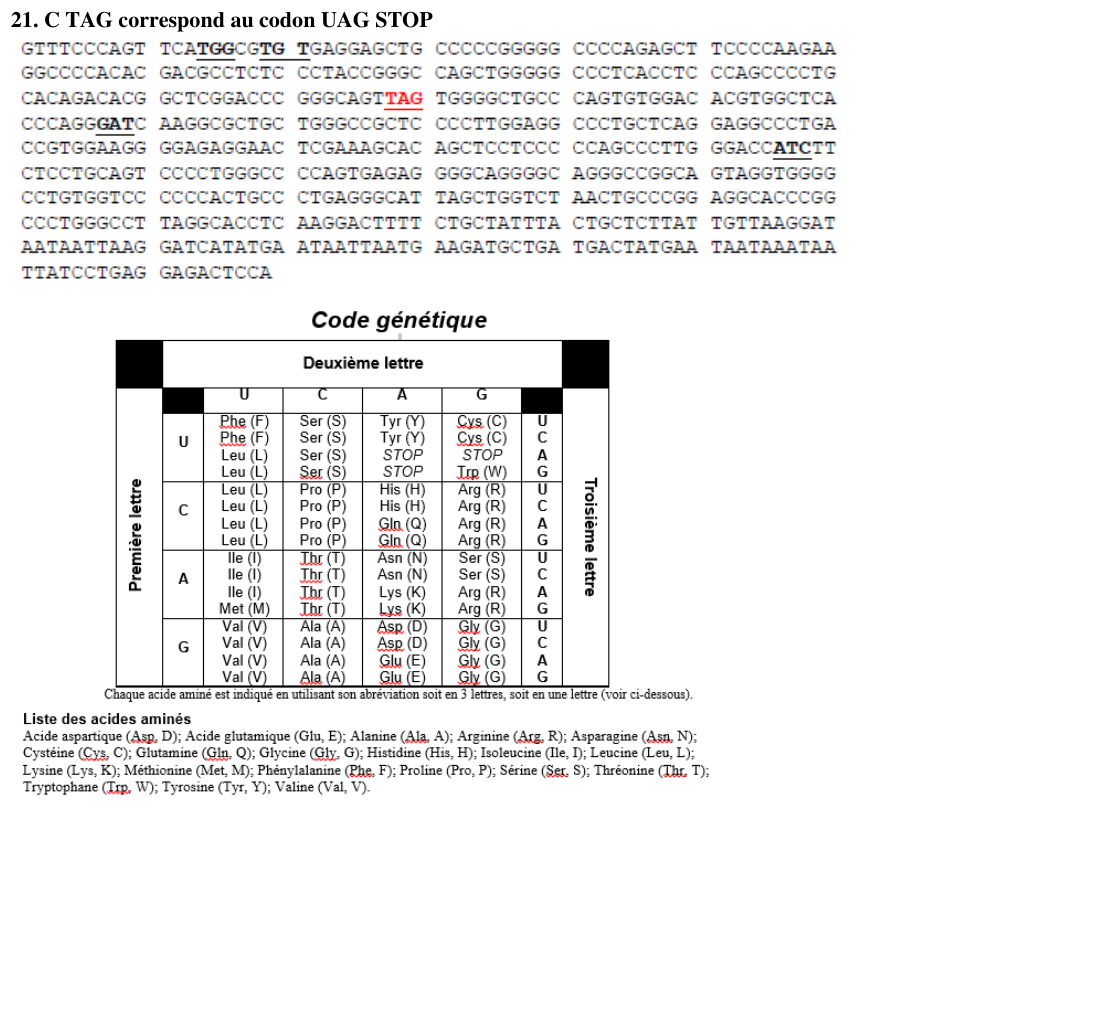 21. C TAG correspond au codon UAG STOP
GTTTCCCAGT TCATGGCGTG TGAGGAGCTG CCCCCGGGGG CCCCAGAGCT TCCCCAAGAA
GGCCCCACAC GACGCCTCTC CCTACCGGGC CAGCTGGGGG CCCTCACCTC CCAGCCCCTG
CACAGACACG GCTCGGACCC GGGCAGTTAG TGGGGCTGCC CAGTGTGGAC ACGTGGCTCA
CCCAGGGATC AAGGCGCTGC TGGGCCGCTC CCCTTGGAGG CCCTGCTCAG GAGGCCCTGA
CCGTGGAAGG GGAGAGGAAC TCGAAAGCAC AGCTCCTCCC CCAGCCCTTG GGACCATCTT
CTCCTGCAGT CCCCTGGGCC CCAGTGAGAG GGGCAGGGGC AGGGCCGGCA GTAGGTGGGG
CCTGTGGTCC CCCCACTGCC CTGAGGGCAT TAGCTGGTCT AACTGCCCGG AGGCACCCGG
CCCTGGGCCT TAGGCACCTC AAGGACTTTT CTGCTATTTA CTGCTCTTAT TGTTAAGGAT
AATAATTAAG GATCATATGA ATAATTAATG AAGATGCTGA TGACTATGAA TAATAAATAA
TTATCCTGAG GAGACTCCA
Code génétique
Deuxième lettre
U C A G
Première lettre
Troisième lettre
U
Phe (F) Ser (S) Tyr (Y) Cys (C) U
Phe (F) Ser (S) Tyr (Y) Cys (C) C
Leu (L) Ser (S) STOP STOP A
Leu (L) Ser (S) STOP Trp (W) G
C
Leu (L) Pro (P) His (H) Arg (R) U
Leu (L) Pro (P) His (H) Arg (R) C
Leu (L) Pro (P) Gln (Q) Arg (R) A
Leu (L) Pro (P) Gln (Q) Arg (R) G
A
Ile (I) Thr (T) Asn (N) Ser (S) U
Ile (I) Thr (T) Asn (N) Ser (S) C
Ile (I) Thr (T) Lys (K) Arg (R) A
Met (M) Thr (T) Lys (K) Arg (R) G
G
Val (V) Ala (A) Asp (D) Gly (G) U
Val (V) Ala (A) Asp (D) Gly (G) C
Val (V) Ala (A) Glu (E) Gly (G) A
Val (V) Ala (A) Glu (E) Gly (G) G
Chaque acide aminé est indiqué en utilisant son abréviation soit en 3 lettres, soit en une lettre (voir ci-dessous).
Liste des acides aminés
Acide aspartique (Asp, D); Acide glutamique (Glu, E); Alanine (Ala, A); Arginine (Arg, R); Asparagine (Asn, N);
Cystéine (Cys, C); Glutamine (Gln, Q); Glycine (Gly, G); Histidine (His, H); Isoleucine (Ile, I); Leucine (Leu, L);
Lysine (Lys, K); Méthionine (Met, M); Phénylalanine (Phe, F); Proline (Pro, P); Sérine (Ser, S); Thréonine (Thr, T);
Tryptophane (Trp, W); Tyrosine (Tyr, Y); Valine (Val, V).